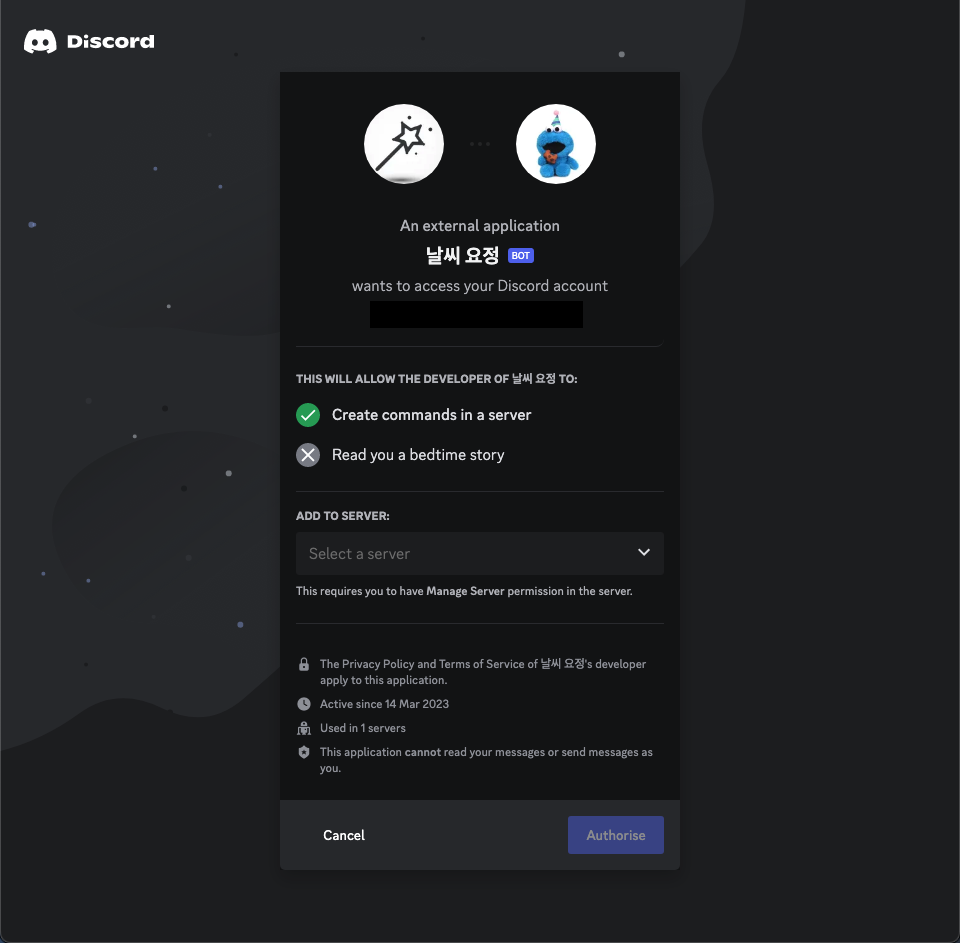 Discord
An external application
날씨 요정 BOT
wants to access your Discord account
THIS WILL ALLOW THE DEVELOPER OF 날씨 요정 TO:
Create commands in a server
Read you a bedtime story
ADD TO SERVER:
Select a server
This requires you to have Manage Server permission in the server.
The Privacy Policy and Terms of Service of 날씨 요정's developer
apply to this application.
Active since 14 Mar 2023
Used in 1 servers
This application cannot read your messages or send messages as
you.
Cancel
Authorise